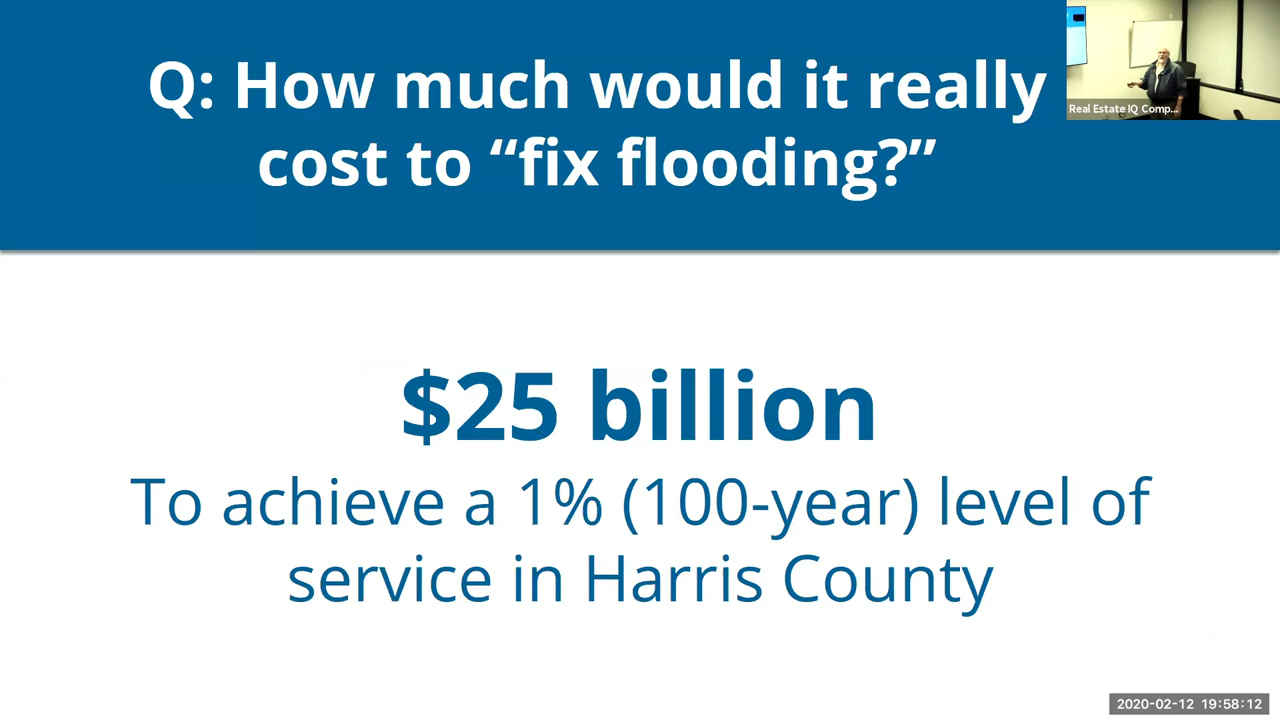 Q: How much would it really
cost to “fix flooding?”
Real Estate IQ Comp...
$25 billion
To achieve a 1% (100-year) level of
service in Harris County
2020-02-12 19:58:12